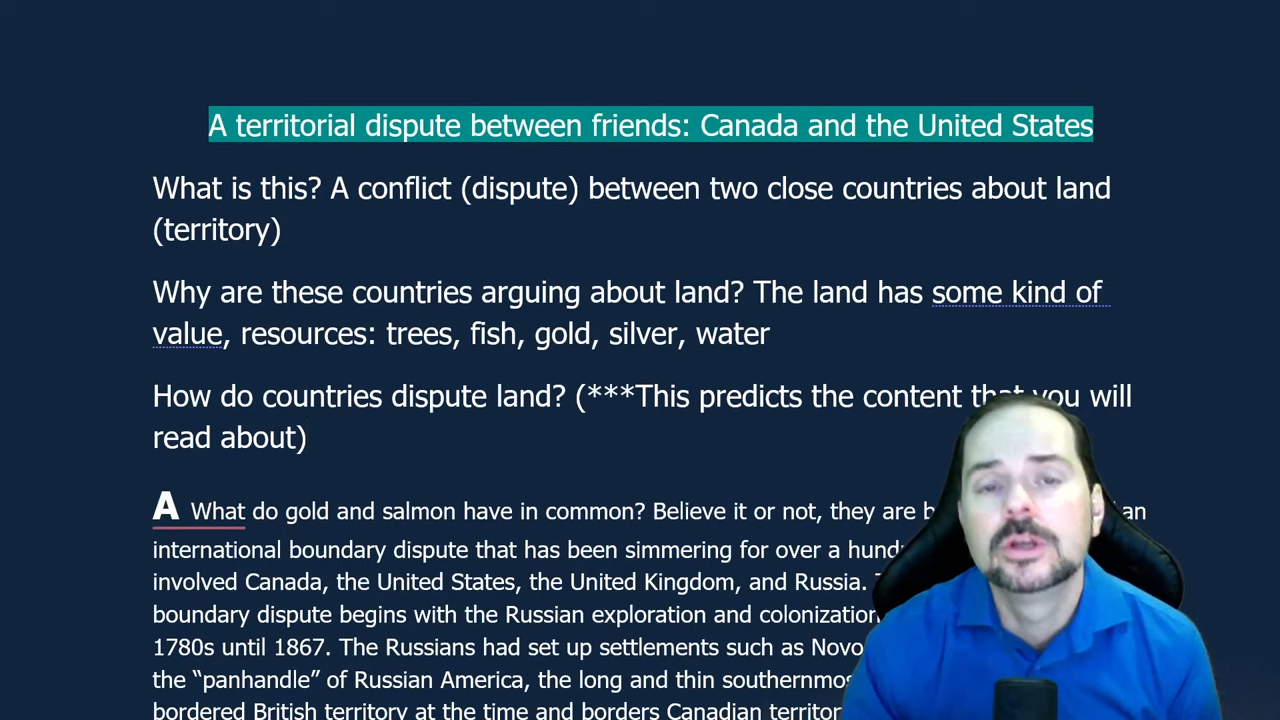 A territorial dispute between friends: Canada and the United States
What is this? A conflict (dispute) between two close countries about land
(territory)
Why are these countries arguing about land? The land has some kind of
value, resources: trees, fish, gold, silver, water
How do countries dispute land? (***This predicts the content that you will
read about)
A What do gold and salmon have in common? Believe it or not, they are an
international boundary dispute that has been simmering for over a
involved Canada, the United States, the United Kingdom, and Russia.
boundary dispute begins with the Russian exploration and colonization
1780s until 1867. The Russians had set up settlements such as
the “panhandle” of Russian America, the long and thin
bordered British territory at the time and borders Canadian